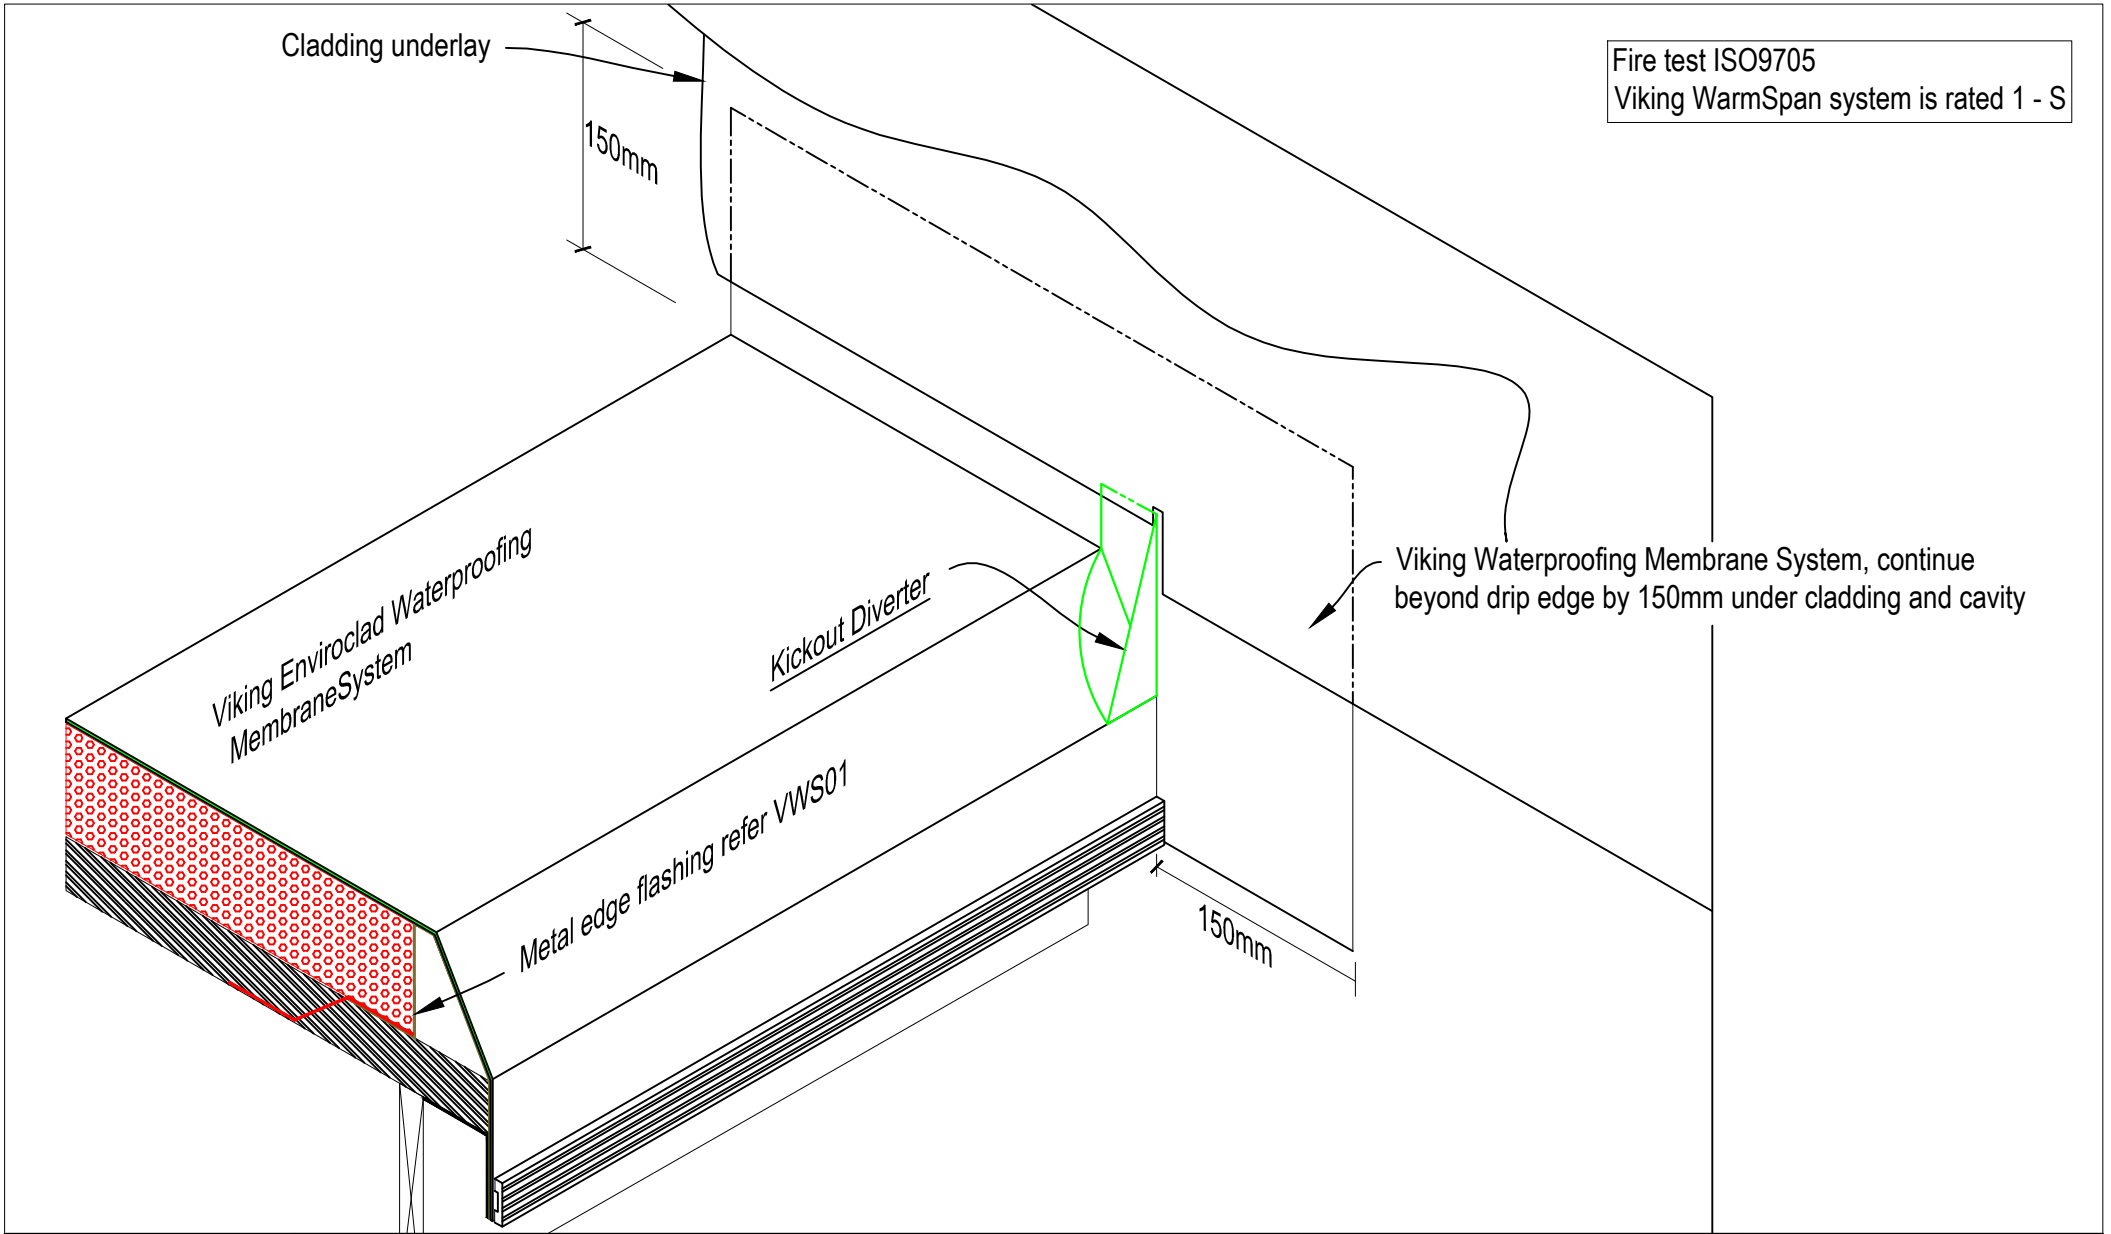 Cladding underlay
Fire test ISO9705
Viking WarmSpan system is rated 1 - S
150mm
Viking Enviroclad Waterproofing
MembraneSystem
Kickout Diverter
Viking Waterproofing Membrane System, continue
beyond drip edge by 150mm under cladding and cavity
Metal edge flashing refer VWS01
150mm